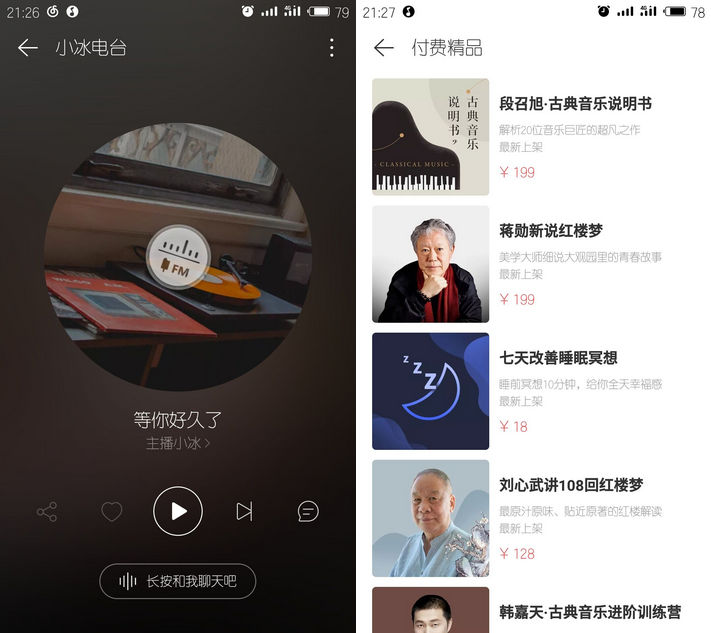 21:26
4G
79
小冰电台
FM
等你好久了
主播小冰
长按和我聊天吧
21:27
4G
78
付费精品
古典音乐
说明书?
- CLASSICAL MUSIC -
段召旭·古典音乐说明书
解析20位音乐巨匠的超凡之作
最新上架
¥ 199
蒋勋新说红楼梦
美学大师细说大观园里的青春故事
最新上架
¥ 199
z z Z
七天改善睡眠冥想
睡前冥想10分钟，给你全天幸福感
最新上架
¥ 18
刘心武讲108回红楼梦
最原汁原味、贴近原著的红楼解读
最新上架
¥ 128
韩嘉天·古典音乐进阶训练营